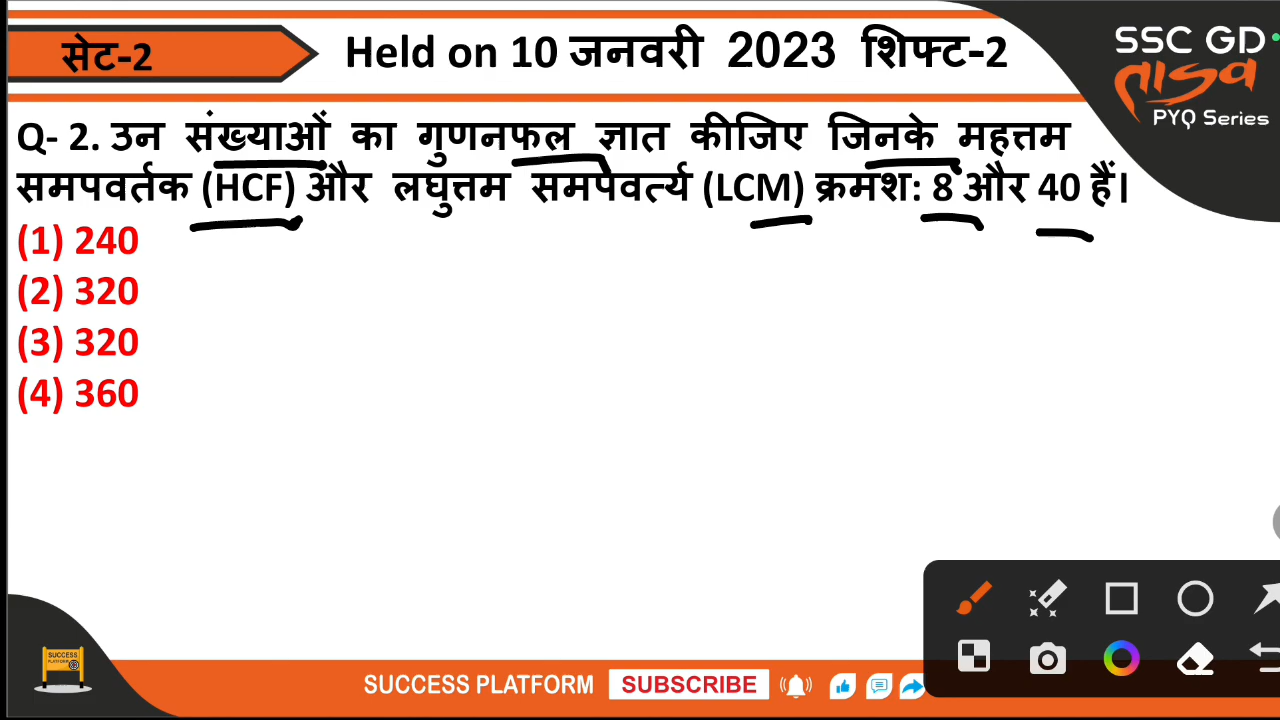 सेट-2
Held on 10 जनवरी 2023 शिफ्ट-2
SSC GD
PYQ Series
Q- 2. उन संख्याओं का गुणनफल ज्ञात कीजिए जिनके महत्तम
समपवर्तक (HCF) और लघुत्तम समपवर्त्य (LCM) क्रमश: 8 और 40 हैं।
(1) 240
(2) 320
(3) 320
(4) 360
SUCCESS
PLATFORM
SUCCESS PLATFORM SUBSCRIBE